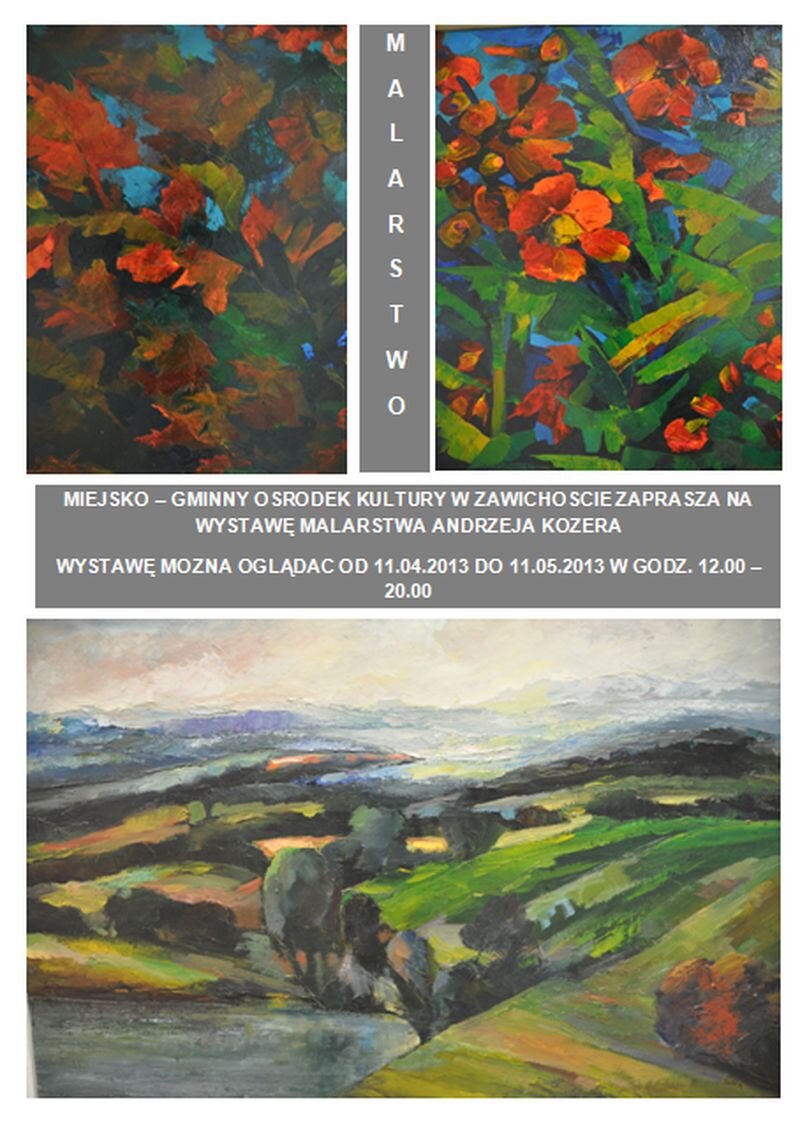 MALARSTWO
MIEJSKO – GMINNY OSRODEK KULTURY W ZAWICHOSCIE ZAPRASZA NA
WYSTAWĘ MALARSTWA ANDRZEJA KOZERA
WYSTAWĘ MOZNA OGLĄDAC OD 11.04.2013 DO 11.05.2013 W GODZ. 12.00 –
20.00